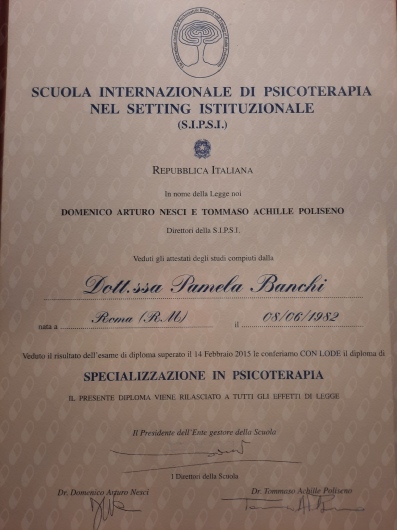 SCUOLA INTERNAZIONALE DI PSICOTERAPIA
NEL SETTING ISTITUZIONALE
(S.I.P.S.I.)
REPUBBLICA ITALIANA
In nome della Legge noi
DOMENICO ARTURO NESCI E TOMMASO ACHILLE POLISENO
Direttori della S.I.P.S.I.
Veduti gli attestati degli studi compiuti dalla
Dott.ssa Pamela Banchi
nata a Roma (R.M) il 08/06/1982
Veduto il risultato dell'esame di diploma superato il 14 Febbraio 2015 le conferiamo CON LODE il diploma di
SPECIALIZZAZIONE IN PSICOTERAPIA
IL PRESENTE DIPLOMA VIENE RILASCIATO A TUTTI GLI EFFETTI DI LEGGE
Il Presidente dell'Ente gestore della Scuola
I Direttori della Scuola
Dr. Domenico Arturo Nesci Dr. Tommaso Achille Poliseno